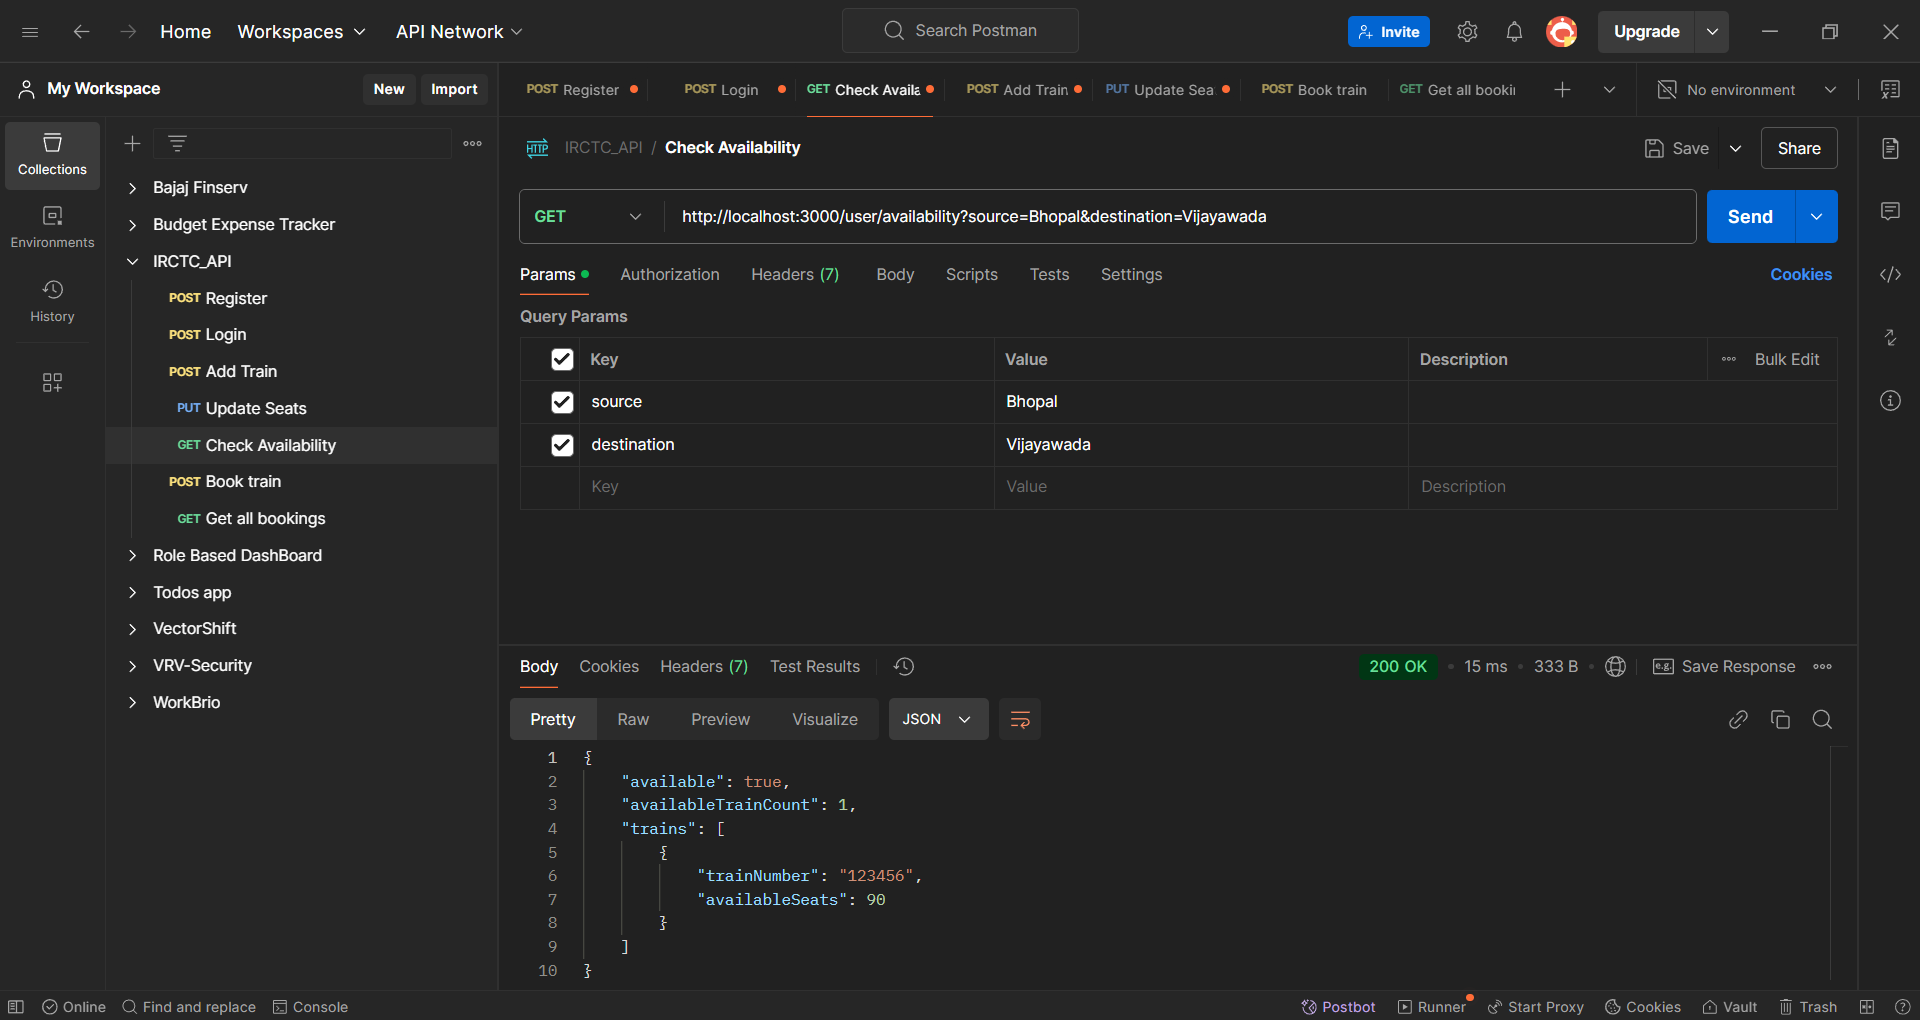 Home Workspaces API Network Search Postman Invite Upgrade
My Workspace New Import
POST Register POST Login GET Check Availa POST Add Train PUT Update Sea POST Book train GET Get all booki No environment
Collections
Environments
History
Bajaj Finserv
Budget Expense Tracker
IRCTC_API
POST Register
POST Login
POST Add Train
PUT Update Seats
GET Check Availability
POST Book train
GET Get all bookings
Role Based DashBoard
Todos app
VectorShift
VRV-Security
WorkBrio
HTTP IRCTC_API / Check Availability Save Share
GET http://localhost:3000/user/availability?source=Bhopal&destination=Vijayawada Send
Params Authorization Headers (7) Body Scripts Tests Settings Cookies
Query Params
Key Value Description Bulk Edit
source Bhopal
destination Vijayawada
Key Value Description
Body Cookies Headers (7) Test Results 200 OK 15 ms 333 B e.g. Save Response
Pretty Raw Preview Visualize JSON
1 {
2 "available": true,
3 "availableTrainCount": 1,
4 "trains": [
5 {
6 "trainNumber": "123456",
7 "availableSeats": 90
8 }
9 ]
10 }
Online Find and replace Console Postbot Runner Start Proxy Cookies Vault Trash